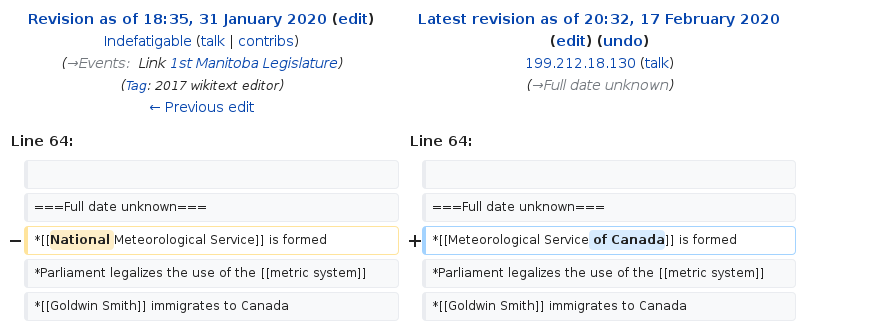 Revision as of 18:35, 31 January 2020 (edit)
Indefatigable (talk | contribs)
(→Events: Link 1st Manitoba Legislature)
(Tag: 2017 wikitext editor)
← Previous edit
Latest revision as of 20:32, 17 February 2020
(edit) (undo)
199.212.18.130 (talk)
(→Full date unknown)
Line 64:
Line 64:
===Full date unknown===
===Full date unknown===
− *[[National Meteorological Service]] is formed
+ *[[Meteorological Service of Canada]] is formed
*Parliament legalizes the use of the [[metric system]]
*Parliament legalizes the use of the [[metric system]]
*[[Goldwin Smith]] immigrates to Canada
*[[Goldwin Smith]] immigrates to Canada